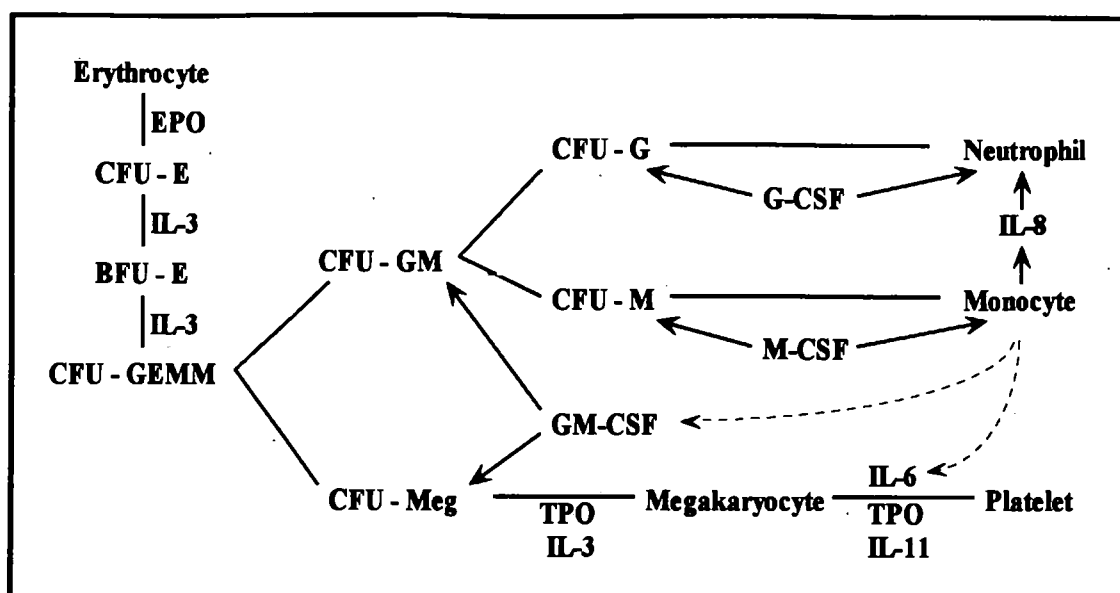 Erythrocyte
EPO
CFU - E
IL-3
BFU - E
IL-3
CFU - GEMM
CFU - GM
CFU - G
Neutrophil
G-CSF
IL-8
CFU - M
Monocyte
M-CSF
GM-CSF
CFU - Meg
TPO
IL-3
Megakaryocyte
IL-6
TPO
IL-11
Platelet